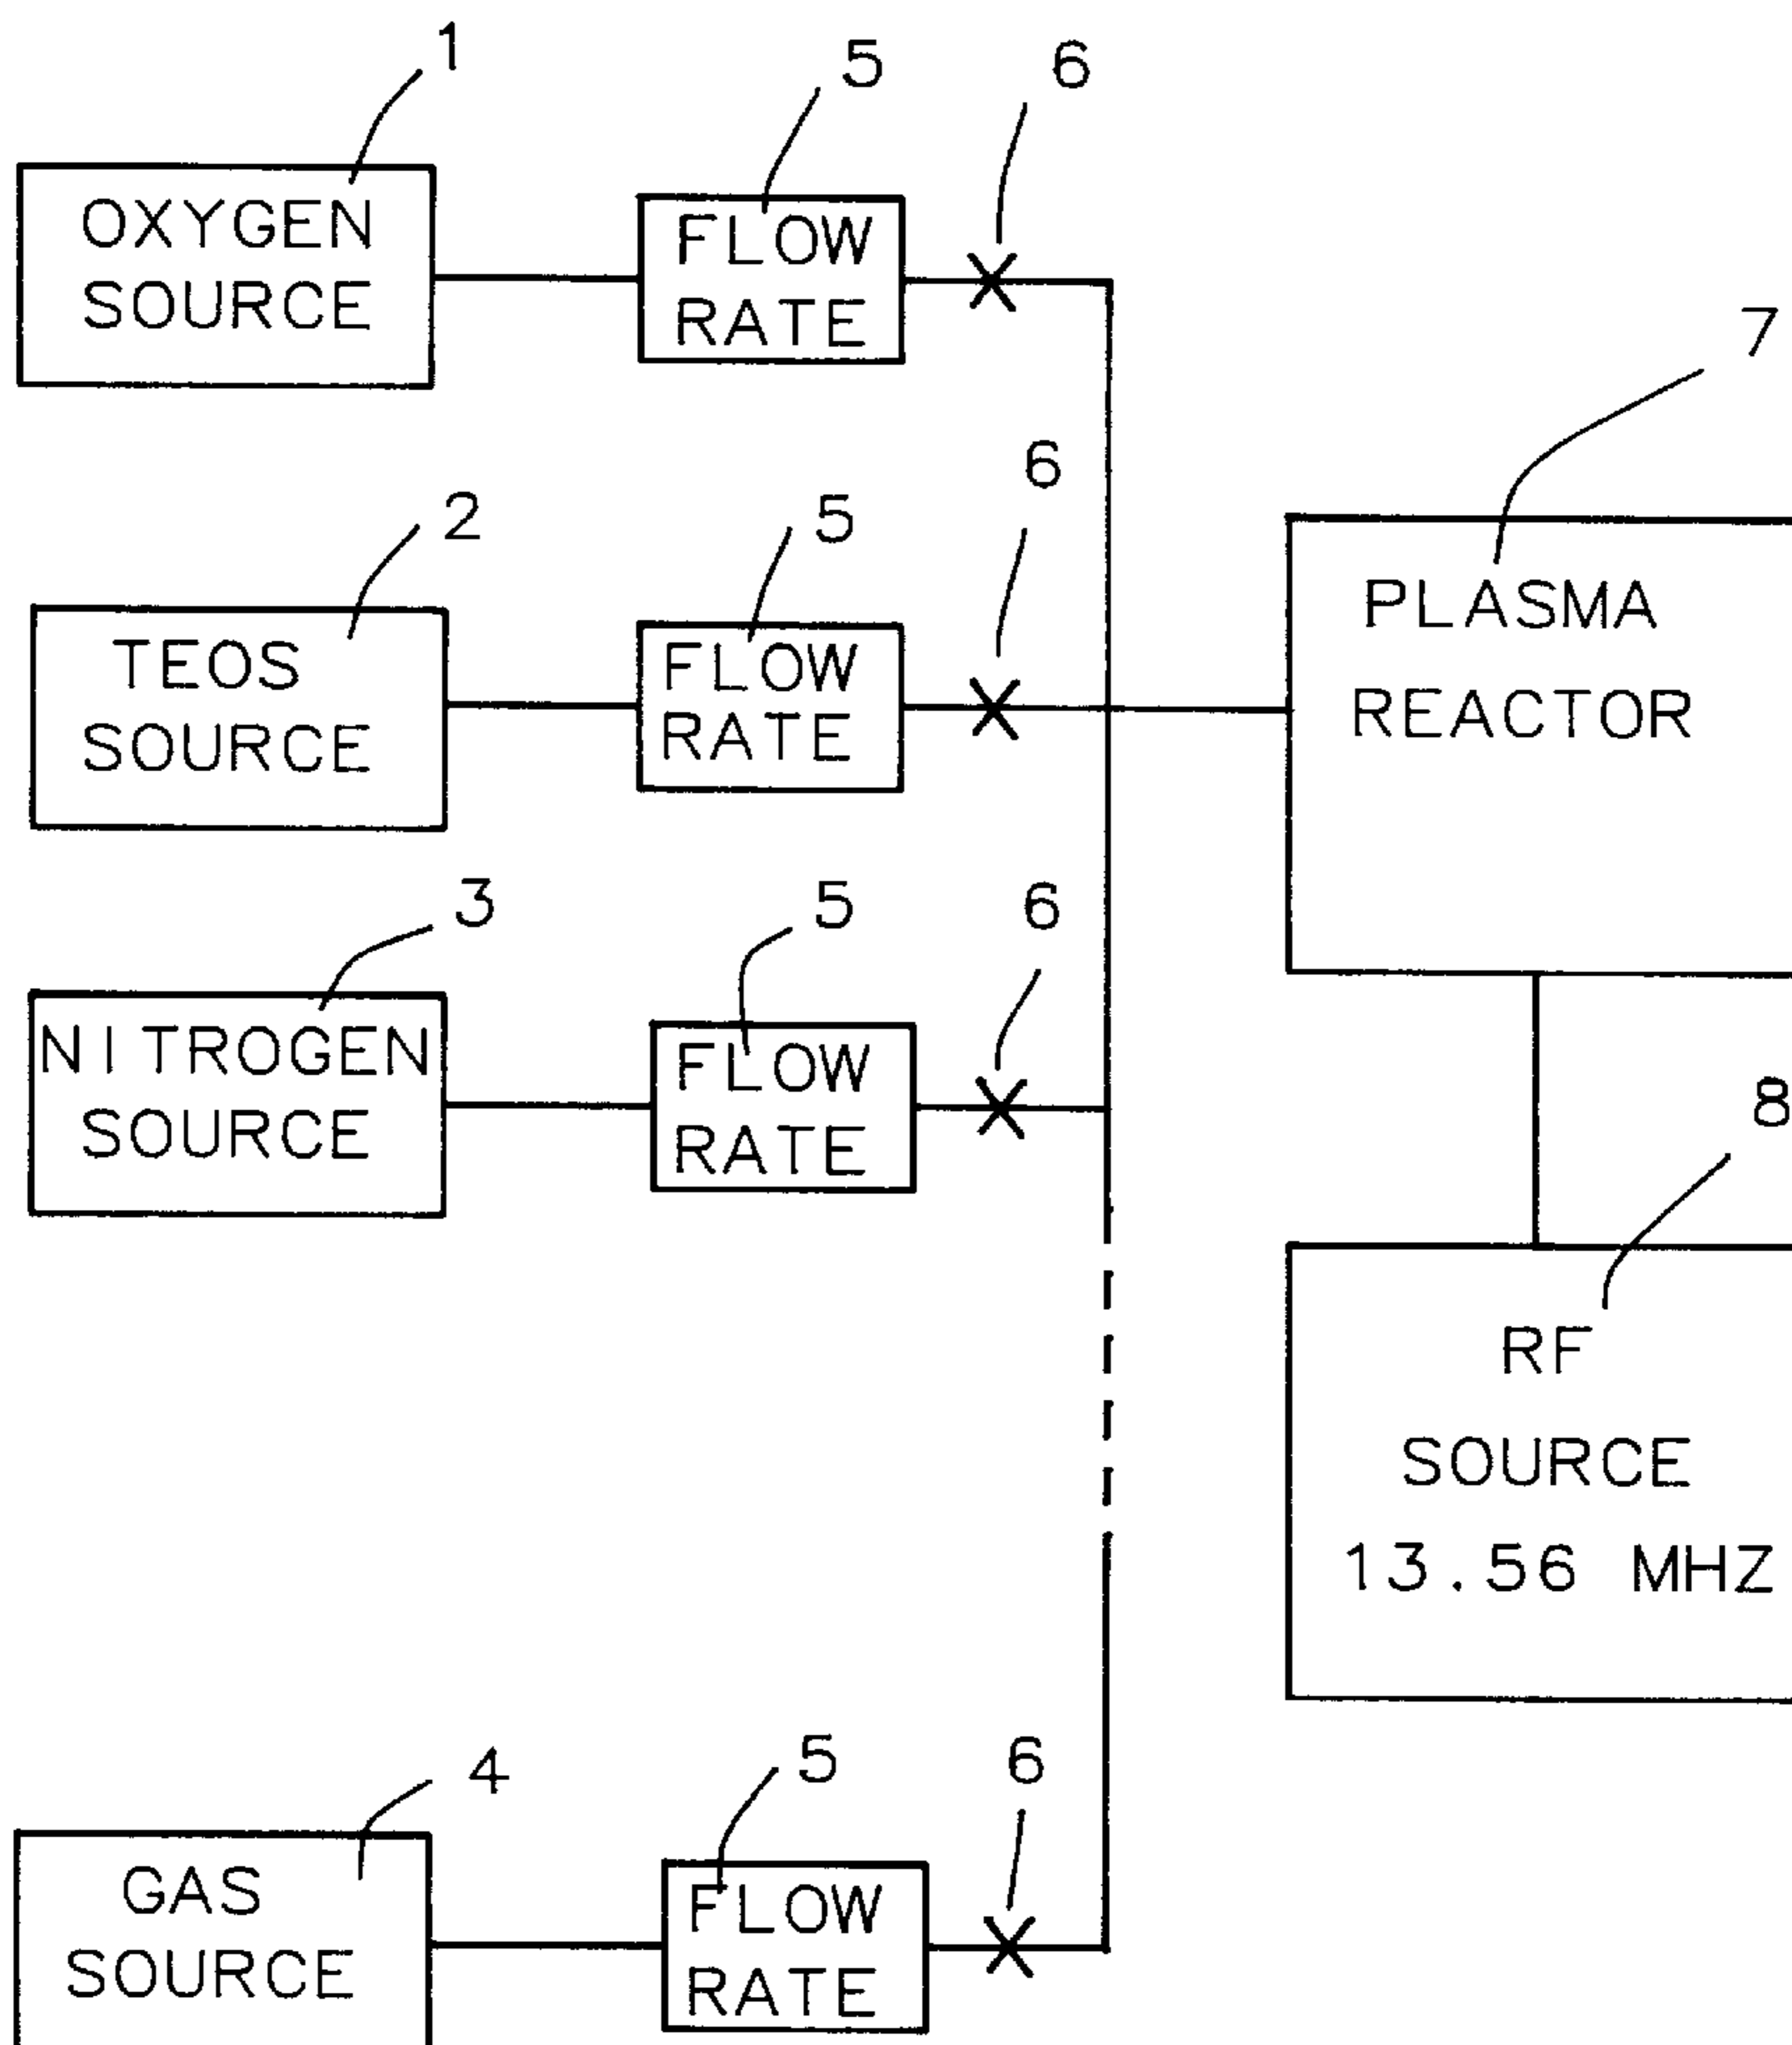 1
5
6
OXYGEN
SOURCE
FLOW
RATE
7
2
5
6
TEOS
SOURCE
FLOW
RATE
PLASMA
REACTOR
3
5
6
NITROGEN
SOURCE
FLOW
RATE
8
RF
SOURCE
13.56 MHZ
4
5
6
GAS
SOURCE
FLOW
RATE